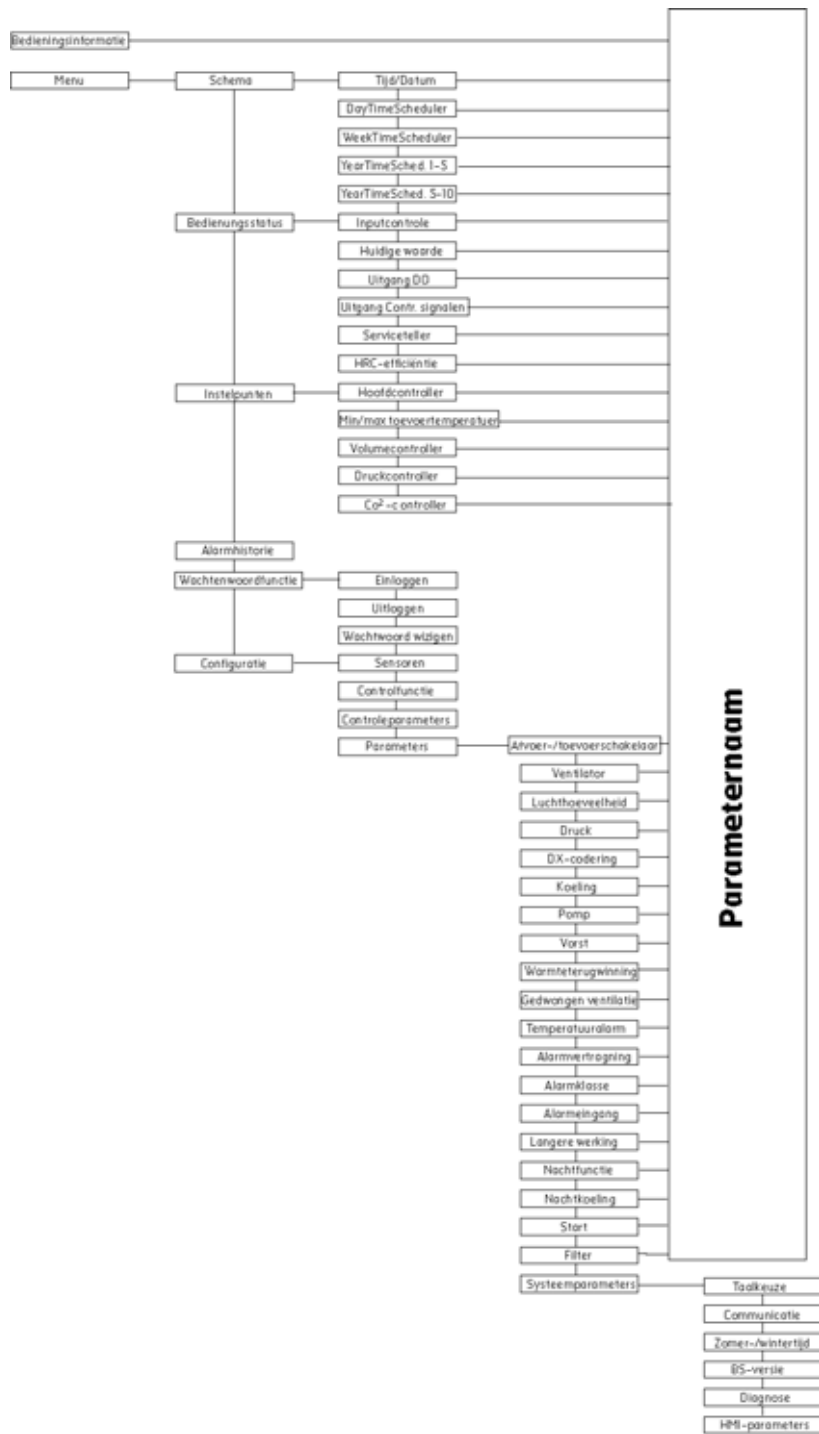 Bedieningsinformatie
Menu
Schema
Tijd/Datum
DayTimeScheduler
WeekTimeScheduler
YearTimeSched. 1-5
YearTimeSched. 5-10
Bedienungsstatus
Inputcontrole
Huidige waarde
Uitgang DO
Uitgang Contr. signalen
Serviceteller
HRC-efficiëntie
Instelpunten
Hoofdcontroller
Min/max toevoertemperatuer
Volumecontroller
Druckcontroller
Co²-controller
Alarmhistorie
Wachtenwoordfunctie
Einloggen
Uitloggen
Wachtwoord wizigen
Configuratie
Sensoren
Controlfunctie
Controleparameters
Parameters
Afvoer-/toevoerschakelaar
Ventilator
Luchthoeveelheid
Druck
DX-codering
Koeling
Pomp
Vorst
Warmteterugwinning
Gedwongen ventilatie
Temperatuuralarm
Alarmvertragning
Alarmklasse
Alarmeingang
Langere werking
Nachtfunctie
Nachtkoeling
Start
Filter
Systeemparameters
Parameternaam
Taalkeuze
Communicatie
Zomer-/wintertijd
BS-versie
Diagnose
HMI-parameters